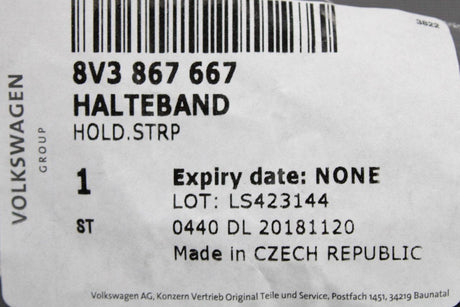 3622
8V3 867 667
HALTEBAND
HOLD.STRP
VOLKSWAGEN
GROUP
1 Expiry date: NONE
LOT: LS423144
ST 0440 DL 20181120
Made in CZECH REPUBLIC
Volkswagen AG, Konzern Vertrieb Original Teile und Service, Postfach 1451, 34219 Baunatal